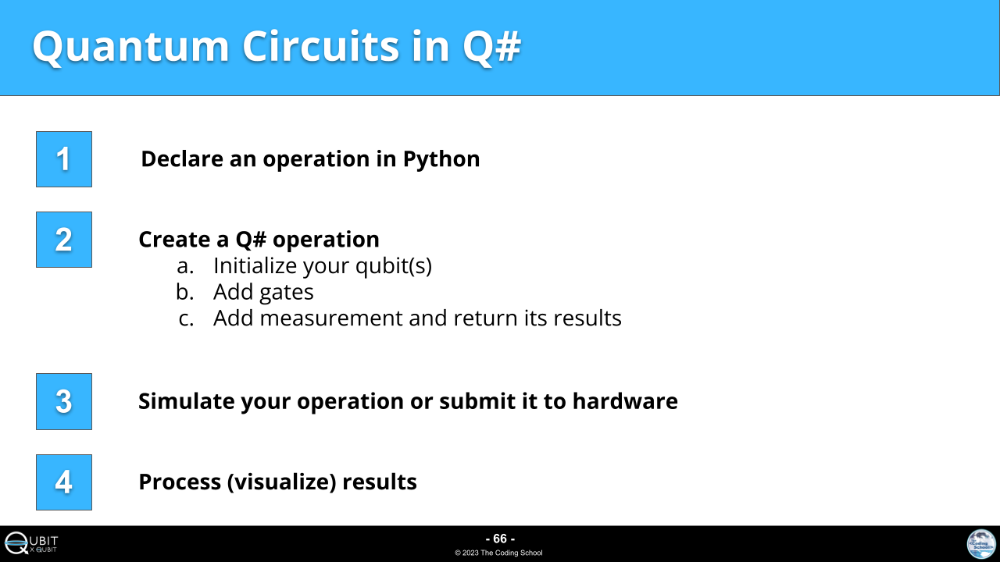 Quantum Circuits in Q#
1
Declare an operation in Python
2
Create a Q# operation
a. Initialize your qubit(s)
b. Add gates
c. Add measurement and return its results
3
Simulate your operation or submit it to hardware
4
Process (visualize) results
QUBIT
X QUBIT
- 66 -
© 2023 The Coding School
Coding
School